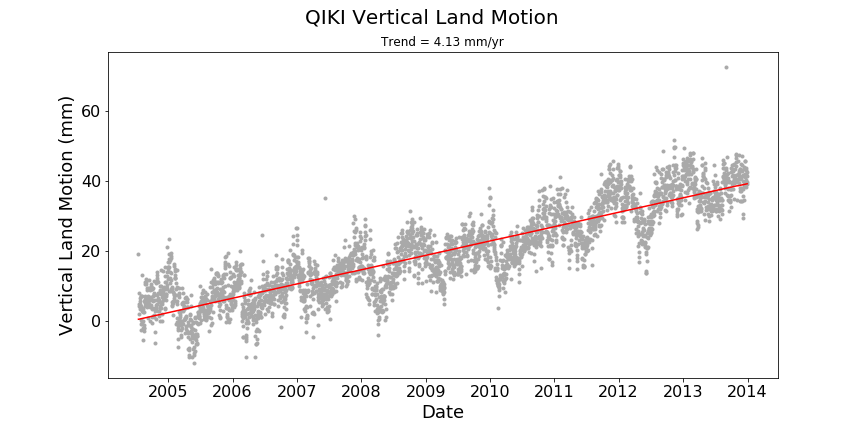 QIKI Vertical Land Motion
Trend = 4.13 mm/yr
Vertical Land Motion (mm)
60
40
20
0
2005 2006 2007 2008 2009 2010 2011 2012 2013 2014
Date